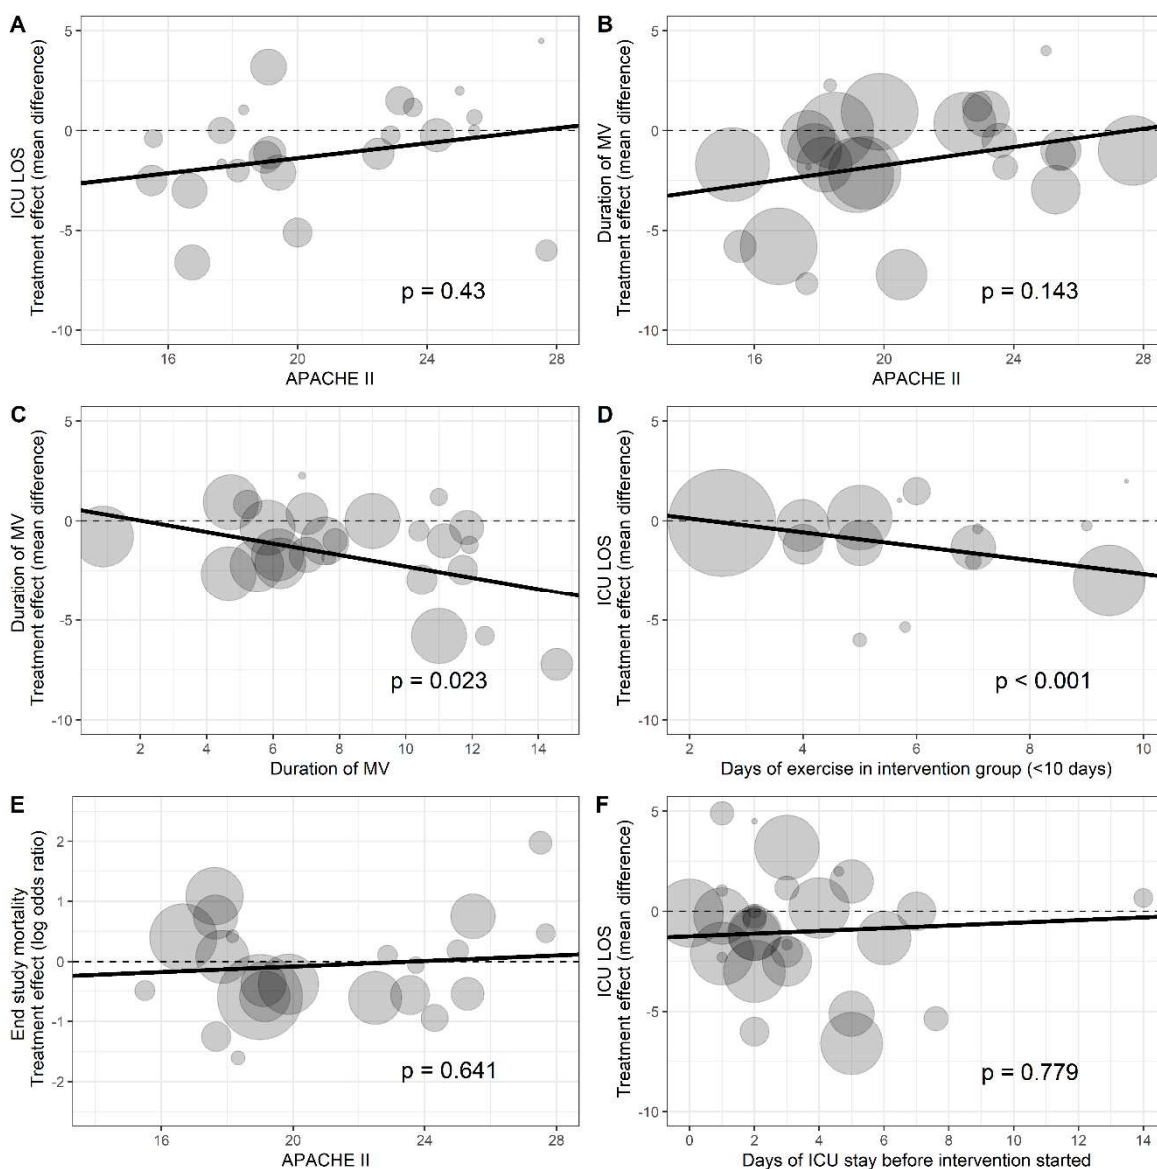 A
ICU LOS
Treatment effect (mean difference)
5
0
-5
-10
p = 0.43
16 20 24 28
APACHE II
B
Duration of MV
Treatment effect (mean difference)
5
0
-5
-10
p = 0.143
16 20 24 28
APACHE II
C
Duration of MV
Treatment effect (mean difference)
5
0
-5
-10
p = 0.023
2 4 6 8 10 12 14
Duration of MV
D
ICU LOS
Treatment effect (mean difference)
5
0
-5
-10
p < 0.001
2 4 6 8 10
Days of exercise in intervention group (<10 days)
E
End study mortality
Treatment effect (log odds ratio)
2
1
0
-1
-2
p = 0.641
16 20 24 28
APACHE II
F
ICU LOS
Treatment effect (mean difference)
5
0
-5
-10
p = 0.779
0 2 4 6 8 10 12 14
Days of ICU stay before intervention started